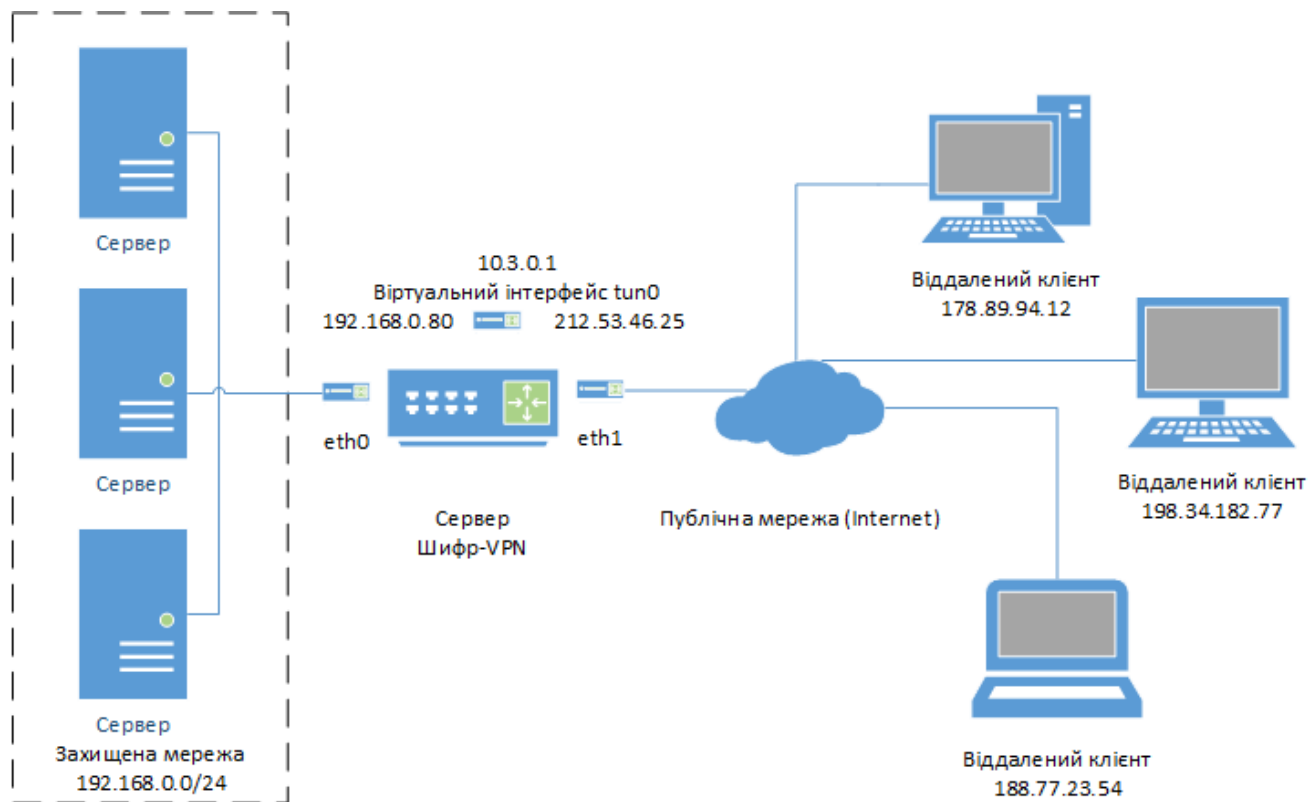 Сервер
Сервер
Сервер
Захищена мережа
192.168.0.0/24
10.3.0.1
Віртуальний інтерфейс tun0
192.168.0.80 212.53.46.25
eth0
eth1
Сервер
Шифр-VPN
Публічна мережа (Internet)
Віддалений клієнт
178.89.94.12
Віддалений клієнт
198.34.182.77
Віддалений клієнт
188.77.23.54